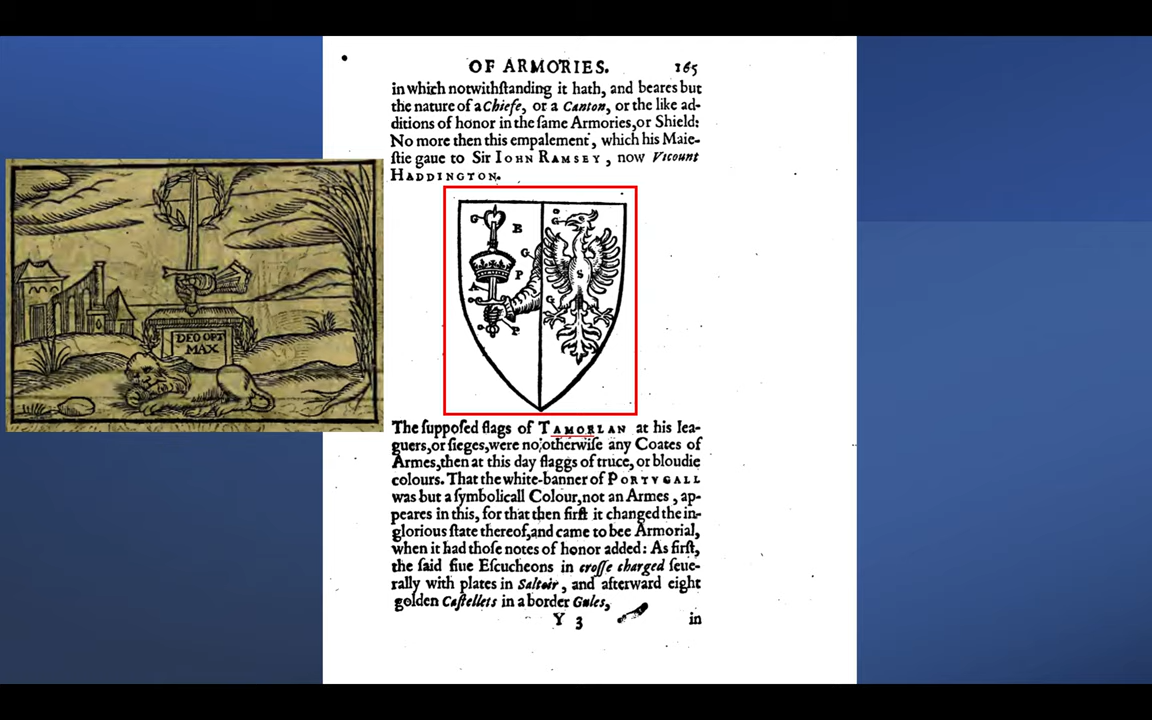 OF ARMORIES. 165
in which notwithſtanding it hath, and beares but
the nature of a Chiefe, or a Canton, or the like ad-
ditions of honor in the ſame Armories, or Shield:
No more then this empalement, which his Maie-
ſtie gaue to Sir IOHN RAMSEY, now Vicount
HADDINGTON.
B
G
G
P
S
A
G
DEO OPT
MAX
The ſuppoſed flags of TAMORLAN at his lea-
guers, or ſieges, were no otherwiſe any Coates of
Armes, then at this day flaggs of truce, or bloudie
colours. That the white-banner of PORTVGALL
was but a ſymbolicall Colour, not an Armes, ap-
peares in this, for that then firſt it changed the in-
glorious ſtate thereof, and came to bee Armorial,
when it had thoſe notes of honor added: As firſt,
the ſaid fiue Eſcucheons in croſſe charged ſeue-
rally with plates in Saltoir, and afterward eight
golden Caſtellets in a border Gules,
Y 3 in